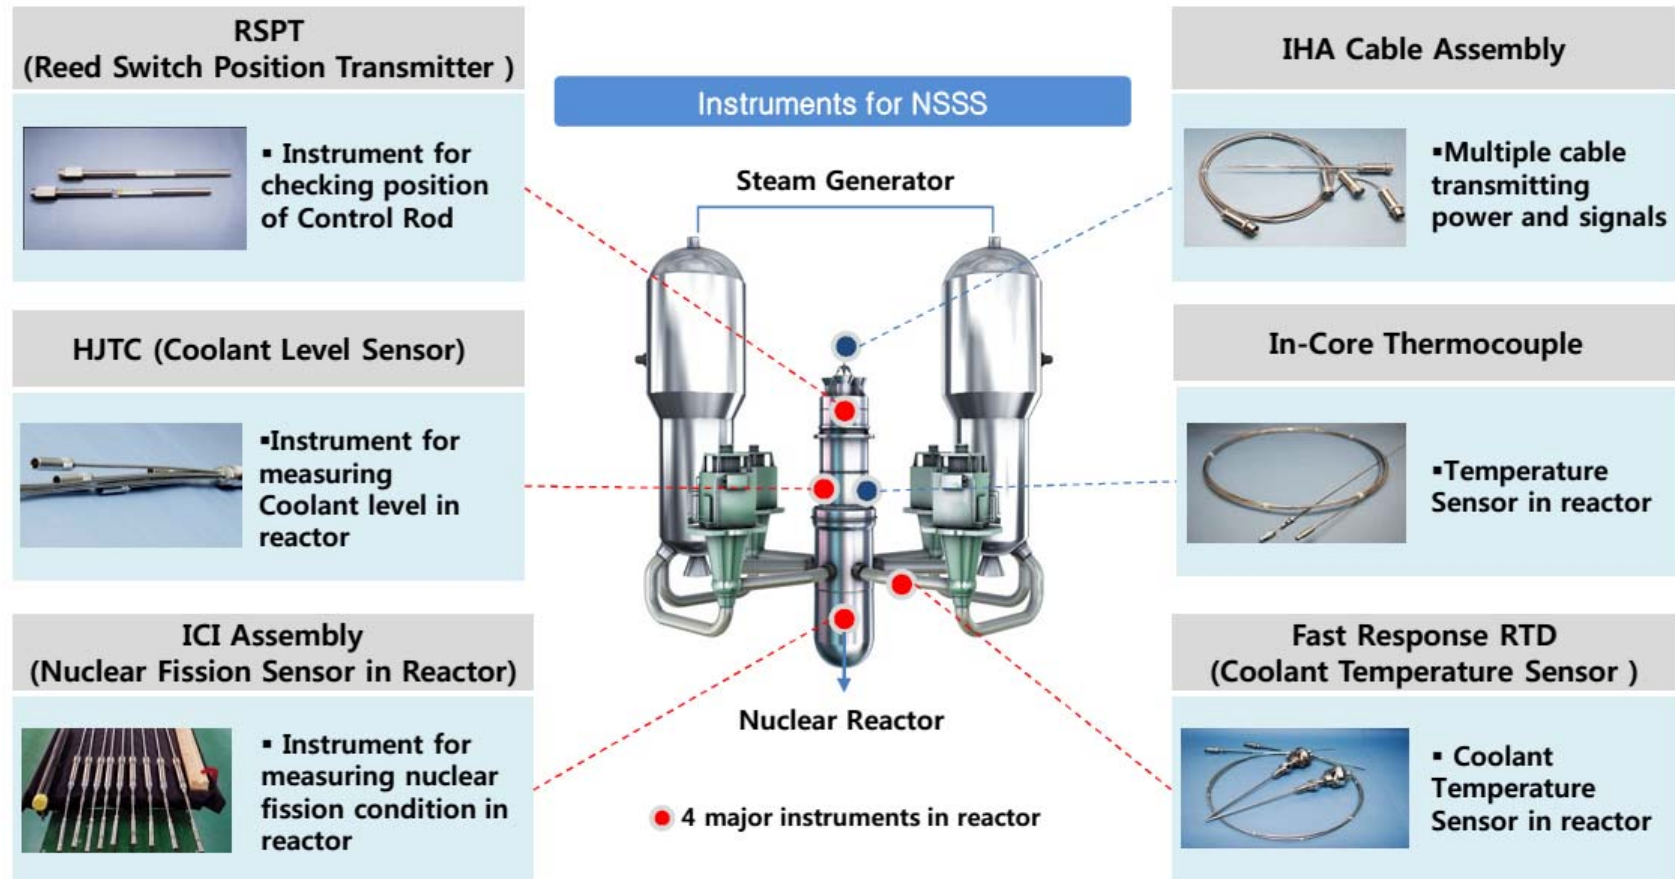 RSPT
(Reed Switch Position Transmitter )
▪ Instrument for
checking position
of Control Rod
HJTC (Coolant Level Sensor)
▪Instrument for
measuring
Coolant level in
reactor
ICI Assembly
(Nuclear Fission Sensor in Reactor)
▪ Instrument for
measuring nuclear
fission condition in
reactor
Instruments for NSSS
Steam Generator
Nuclear Reactor
4 major instruments in reactor
IHA Cable Assembly
▪Multiple cable
transmitting
power and signals
In-Core Thermocouple
▪Temperature
Sensor in reactor
Fast Response RTD
(Coolant Temperature Sensor )
▪ Coolant
Temperature
Sensor in reactor